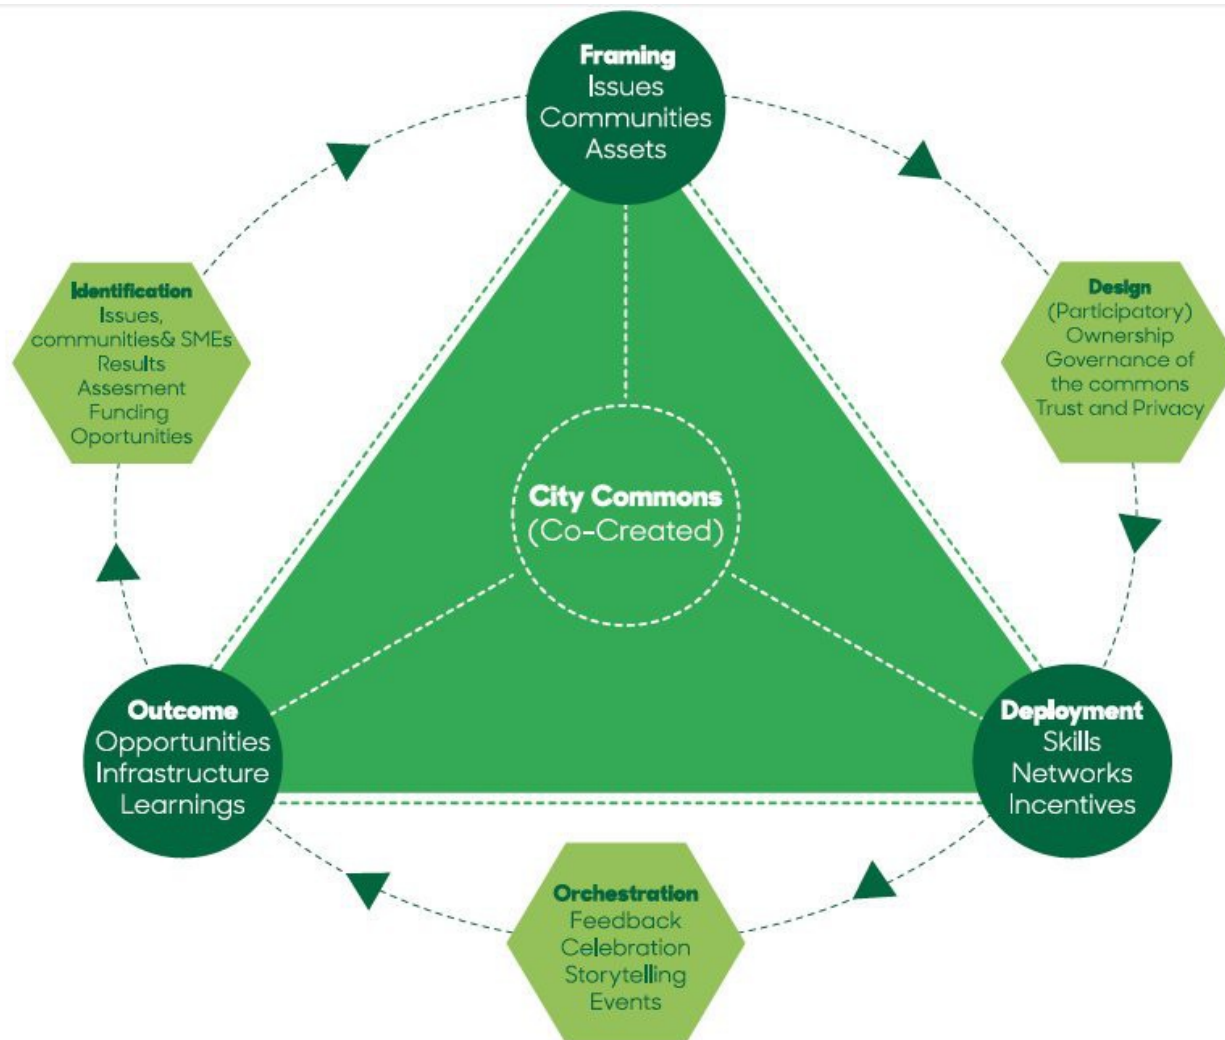 Framing
Issues
Communities
Assets
Identification
Issues,
communities& SMEs
Results
Assesment
Funding
Oportunities
Design
(Participatory)
Ownership
Governance of
the commons
Trust and Privacy
City Commons
(Co-Created)
Outcome
Opportunities
Infrastructure
Learnings
Deployment
Skills
Networks
Incentives
Orchestration
Feedback
Celebration
Storytelling
Events